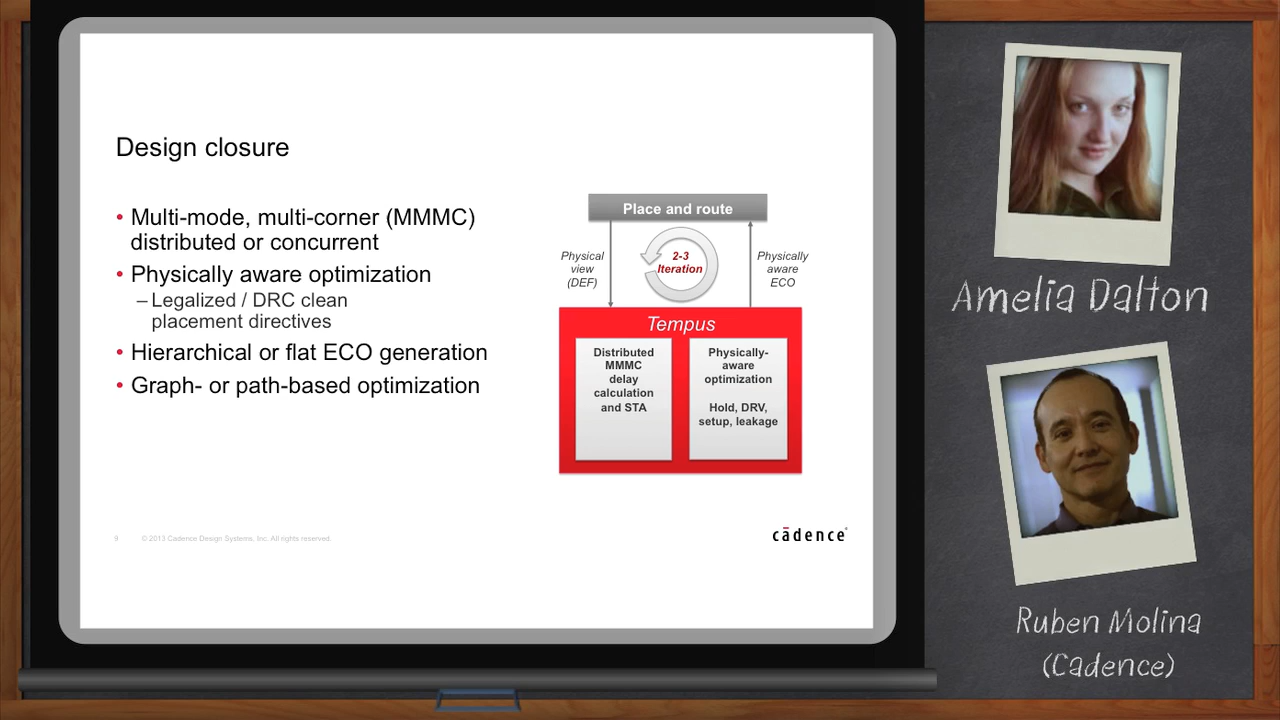 Design closure
• Multi-mode, multi-corner (MMMC)
distributed or concurrent
• Physically aware optimization
– Legalized / DRC clean
placement directives
• Hierarchical or flat ECO generation
• Graph- or path-based optimization
Place and route
Physical
view
(DEF)
2-3
Iteration
Physically
aware
ECO
Tempus
Distributed
MMMC
delay
calculation
and STA
Physically-
aware
optimization
Hold, DRV,
setup, leakage
9 © 2013 Cadence Design Systems, Inc. All rights reserved.
cādence®
Amelia Dalton
Ruben Molina
(Cadence)